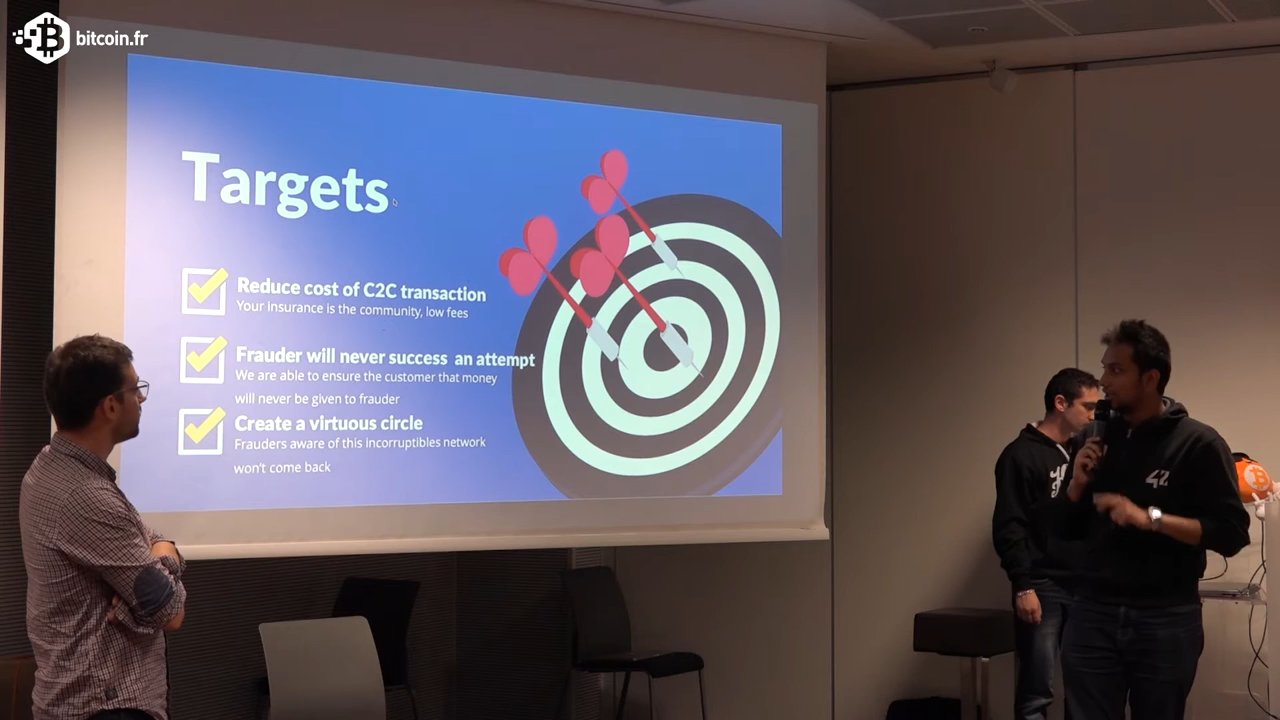 bitcoin.fr
Targets
Reduce cost of C2C transaction
Your insurance is the community, low fees
Frauder will never success an attempt
We are able to ensure the customer that money
will never be given to frauder
Create a virtuous circle
Frauders aware of this incorruptibles network
won't come back
42